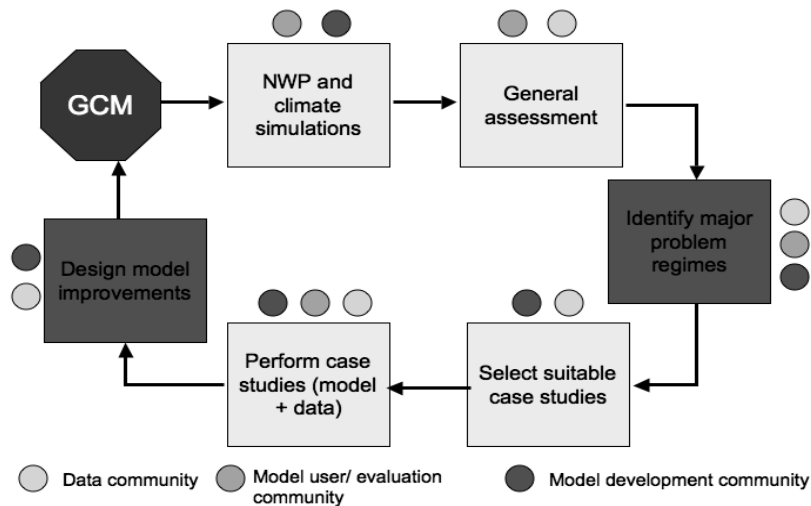 GCM
NWP and
climate
simulations
General
assessment
Identify major
problem
regimes
Design model
improvements
Perform case
studies (model
+ data)
Select suitable
case studies
Data community
Model user/ evaluation
community
Model development community